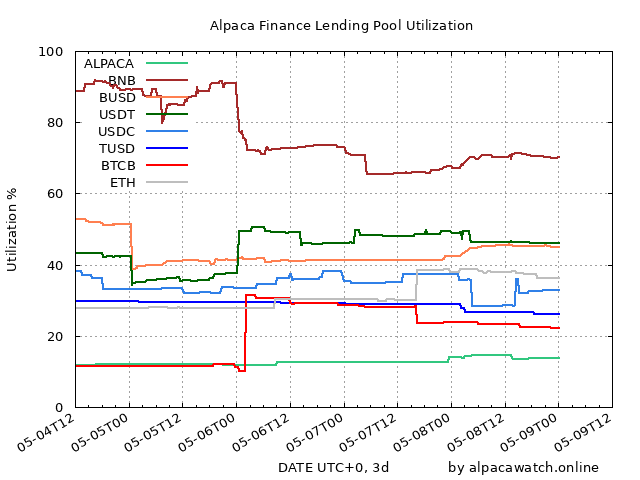 Alpaca Finance Lending Pool Utilization
100
80
60
40
20
0
Utilization %
ALPACA
BNB
BUSD
USDT
USDC
TUSD
BTCB
ETH
05-04T12
05-05T00
05-05T12
05-06T00
05-06T12
05-07T00
05-07T12
05-08T00
05-08T12
05-09T00
05-09T12
DATE UTC+0, 3d
by alpacawatch.online